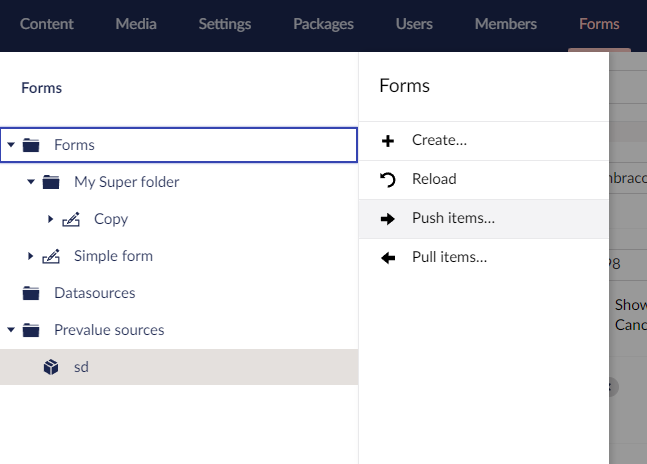 Content Media Settings Packages Users Members Forms
Forms
Forms
My Super folder
Copy
Simple form
Datasources
Prevalue sources
sd
Forms
Create...
Reload
Push items...
Pull items...
98
Show
Canc